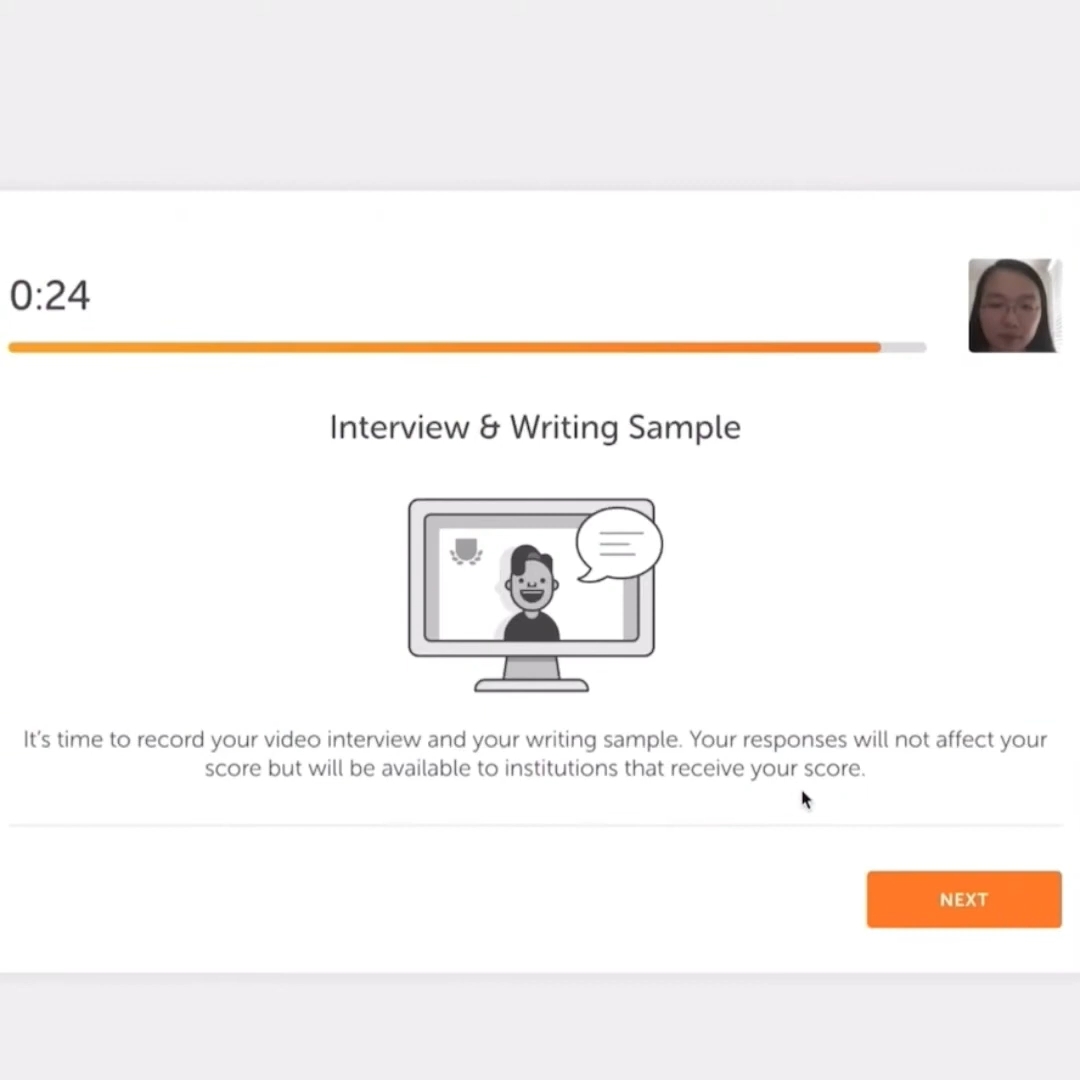 0:24
Interview & Writing Sample
It's time to record your video interview and your writing sample. Your responses will not affect your
score but will be available to institutions that receive your score.
NEXT